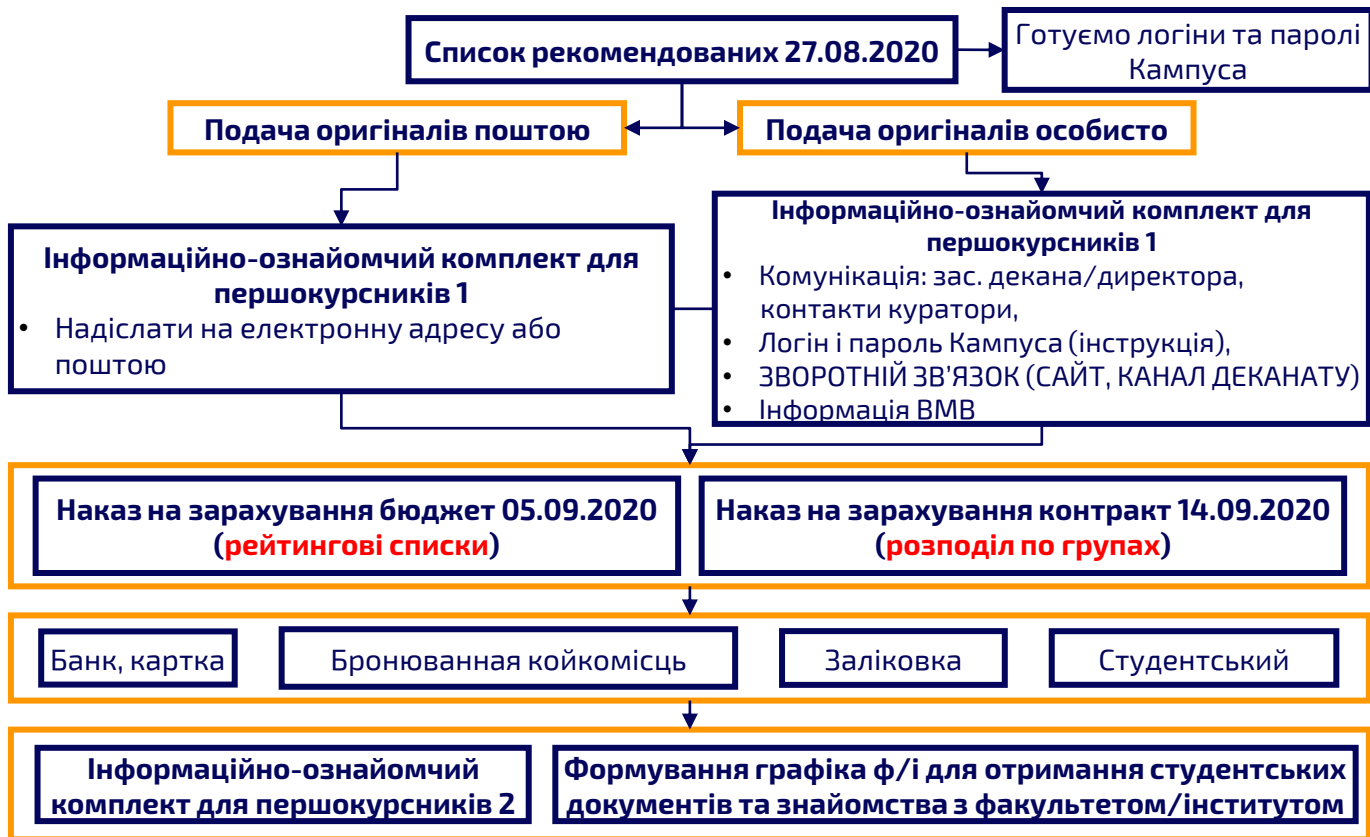 Список рекомендованих 27.08.2020
Готуємо логіни та паролі
Кампуса
Подача оригіналів поштою
Подача оригіналів особисто
Інформаційно-ознайомчий комплект для
першокурсників 1
• Надіслати на електронну адресу або
поштою
Інформаційно-ознайомчий комплект для
першокурсників 1
• Комунікація: зас. декана/директора,
контакти куратори,
• Логін і пароль Кампуса (інструкція),
• ЗВОРОТНІЙ ЗВ’ЯЗОК (САЙТ, КАНАЛ ДЕКАНАТУ)
• Інформація ВМВ
Наказ на зарахування бюджет 05.09.2020
(рейтингові списки)
Наказ на зарахування контракт 14.09.2020
(розподіл по групах)
Банк, картка
Бронюванная койкомісць
Заліковка
Студентський
Інформаційно-ознайомчий
комплект для першокурсників 2
Формування графіка ф/і для отримання студентських
документів та знайомства з факультетом/інститутом